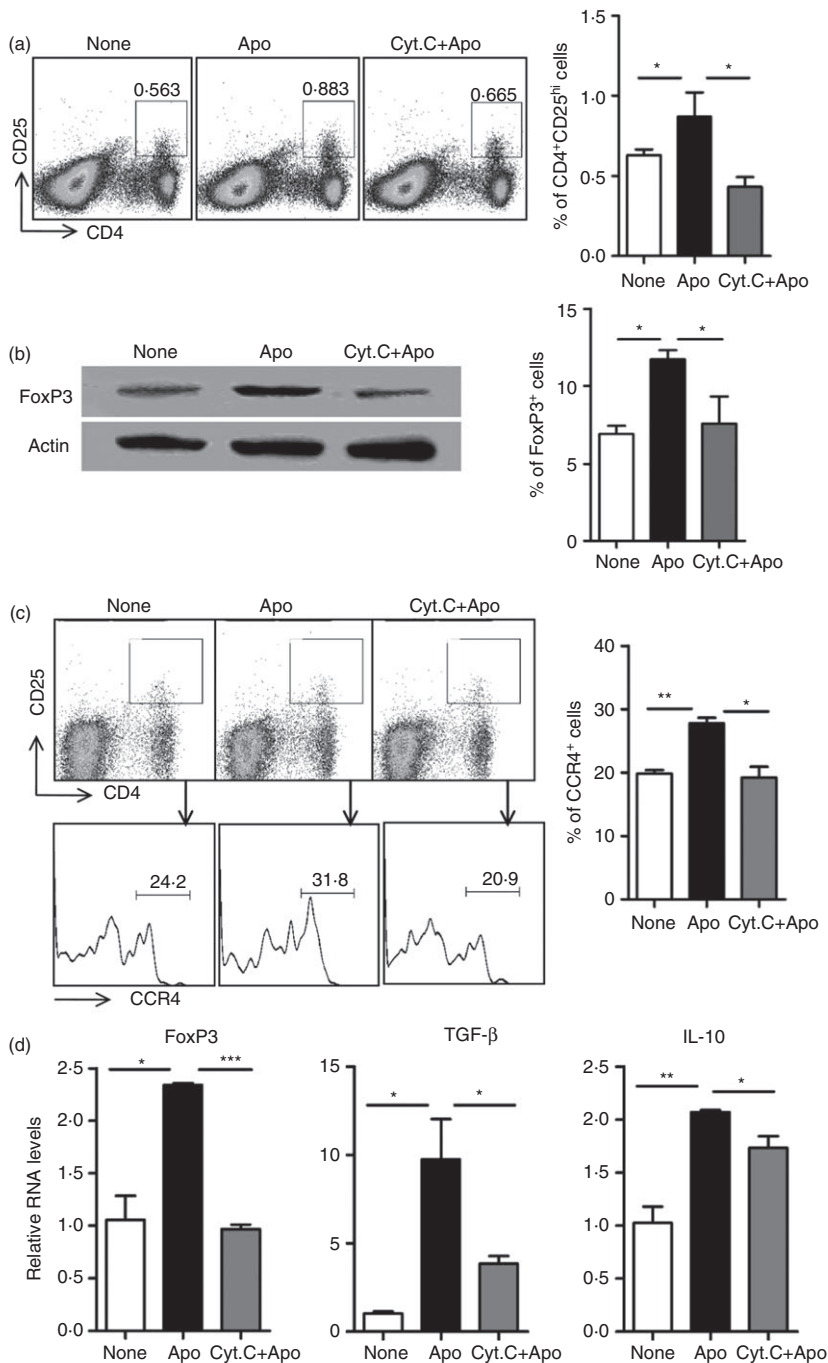 (a)
None
Apo
Cyt.C+Apo
0·563
0·883
0·665
CD25
CD4
% of CD4+CD25hi cells
1·5
1·0
0·5
0·0
*
*
None
Apo
Cyt.C+Apo
(b)
None
Apo
Cyt.C+Apo
FoxP3
Actin
% of FoxP3+ cells
15
10
5
0
*
*
None
Apo
Cyt.C+Apo
(c)
None
Apo
Cyt.C+Apo
CD25
CD4
24·2
31·8
20·9
CCR4
% of CCR4+ cells
40
30
20
10
0
**
*
None
Apo
Cyt.C+Apo
(d)
FoxP3
Relative RNA levels
2·5
2·0
1·5
1·0
0·5
0·0
*
***
None
Apo
Cyt.C+Apo
TGF-β
15
10
5
0
*
*
None
Apo
Cyt.C+Apo
IL-10
2·5
2·0
1·5
1·0
0·5
0·0
**
*
None
Apo
Cyt.C+Apo